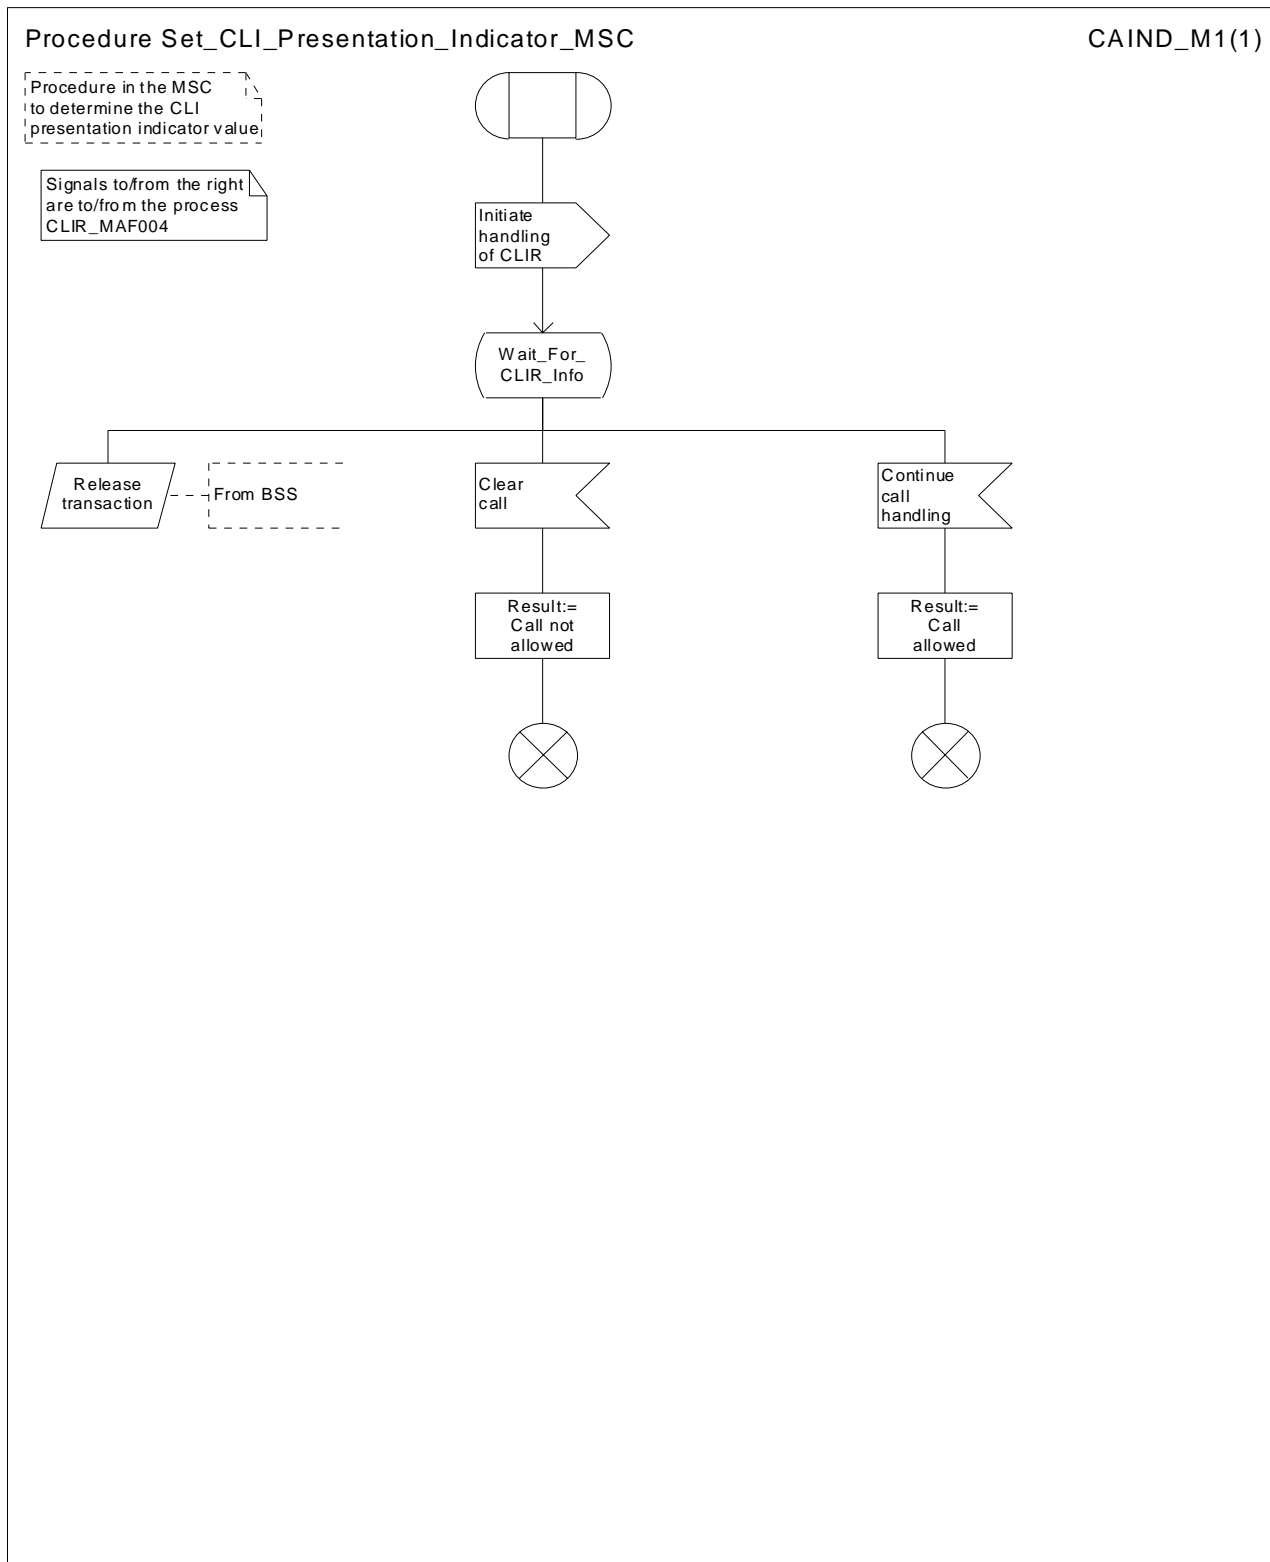 Procedure Set_CLI_Presentation_Indicator_MSC
CAIND_M1(1)
Procedure in the MSC
to determine the CLI
presentation indicator value
Signals to/from the right
are to/from the process
CLIR_MAF004
Initiate
handling
of CLIR
Wait_For_
CLIR_Info
Release
transaction
From BSS
Clear
call
Continue
call
handling
Result:=
Call not
allowed
Result:=
Call
allowed